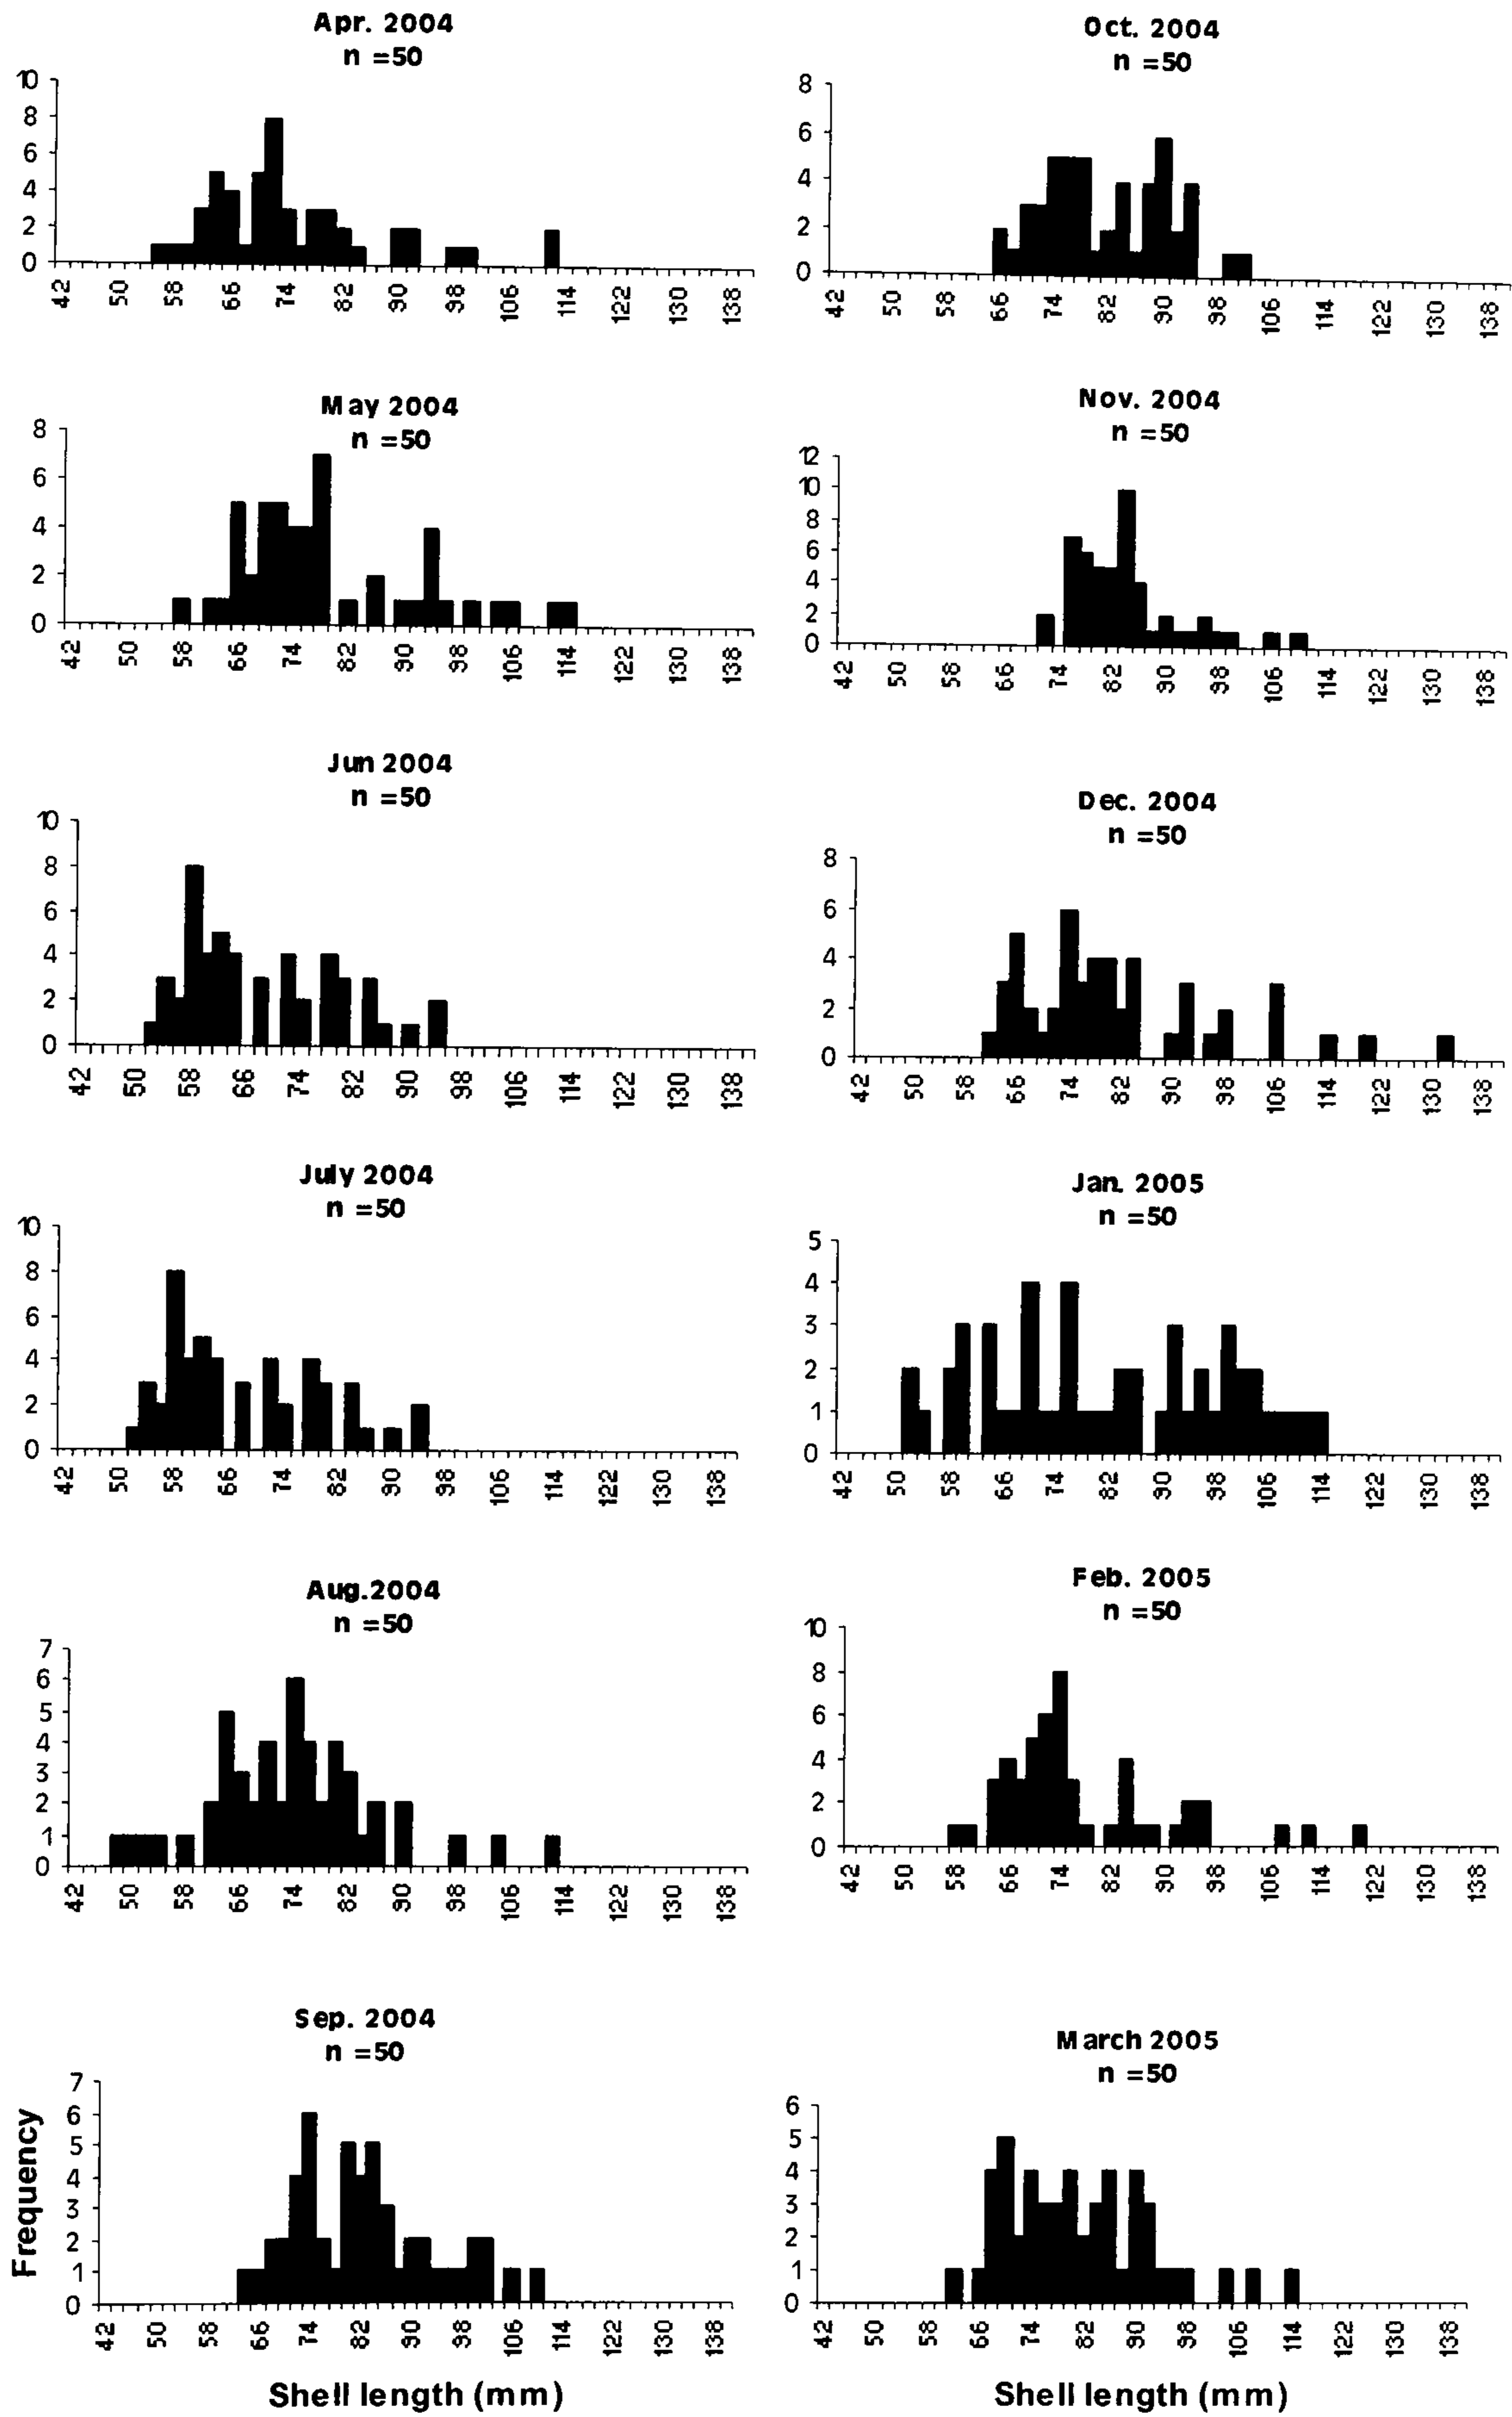 Apr. 2004
n =50
10
8
6
4
2
0
42 50 58 66 74 82 90 98 106 114 122 130 138
May 2004
n =50
8
6
4
2
0
42 50 58 66 74 82 90 98 106 114 122 130 138
Jun 2004
n =50
10
8
6
4
2
0
42 50 58 66 74 82 90 98 106 114 122 130 138
July 2004
n =50
10
8
6
4
2
0
42 50 58 66 74 82 90 98 106 114 122 130 138
Aug.2004
n =50
7
6
5
4
3
2
1
0
42 50 58 66 74 82 90 98 106 114 122 130 138
Sep. 2004
n =50
Frequency
7
6
5
4
3
2
1
0
42 50 58 66 74 82 90 98 106 114 122 130 138
Shell length (mm)
Oct. 2004
n =50
8
6
4
2
0
42 50 58 66 74 82 90 98 106 114 122 130 138
Nov. 2004
n =50
12
10
8
6
4
2
0
42 50 58 66 74 82 90 98 106 114 122 130 138
Dec. 2004
n =50
8
6
4
2
0
42 50 58 66 74 82 90 98 106 114 122 130 138
Jan. 2005
n =50
5
4
3
2
1
0
42 50 58 66 74 82 90 98 106 114 122 130 138
Feb. 2005
n =50
10
8
6
4
2
0
42 50 58 66 74 82 90 98 106 114 122 130 138
March 2005
n =50
6
5
4
3
2
1
0
42 50 58 66 74 82 90 98 106 114 122 130 138
Shell length (mm)